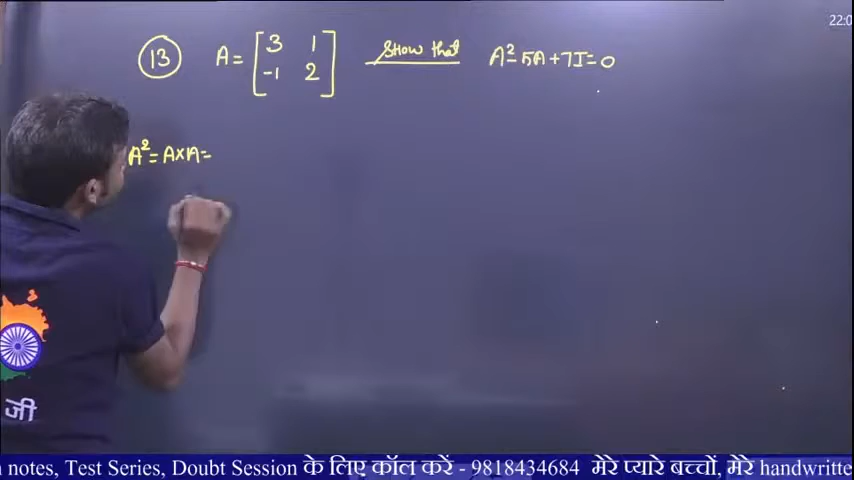 22:0
13 A = [ 3 1 -1 2 ] Show that A² - 5A + 7I = 0
A² = A×A =
जी
n notes, Test Series, Doubt Session के लिए कॉल करें - 9818434684 मेरे प्यारे बच्चों, मेरे handwritte